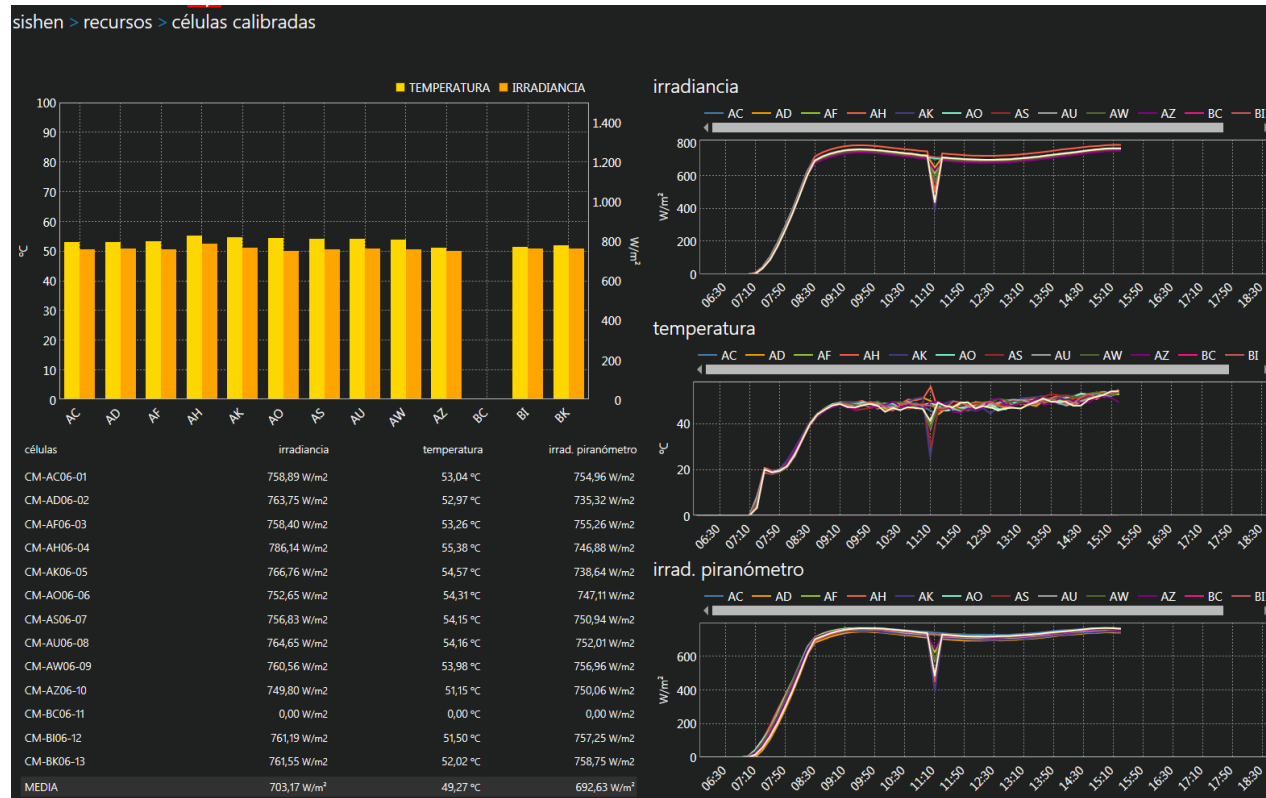 sishen > recursos > células calibradas
TEMPERATURA IRRADIANCIA
100
90
80
70
60
50
40
30
20
10
0
°C
1.400
1.200
1.000
800
600
400
200
0
W/m²
AC AD AF AH AK AO AS AU AW AZ BC BI BK
células irradiancia temperatura irrad. piranómetro
CM-AC06-01 758,89 W/m2 53,04 °C 754,96 W/m2
CM-AD06-02 763,75 W/m2 52,97 °C 735,32 W/m2
CM-AF06-03 758,40 W/m2 53,26 °C 755,26 W/m2
CM-AH06-04 786,14 W/m2 55,38 °C 746,88 W/m2
CM-AK06-05 766,76 W/m2 54,57 °C 738,64 W/m2
CM-AO06-06 752,65 W/m2 54,31 °C 747,11 W/m2
CM-AS06-07 756,83 W/m2 54,15 °C 750,94 W/m2
CM-AU06-08 764,65 W/m2 54,16 °C 752,01 W/m2
CM-AW06-09 760,56 W/m2 53,98 °C 756,96 W/m2
CM-AZ06-10 749,80 W/m2 51,15 °C 750,06 W/m2
CM-BC06-11 0,00 W/m2 0,00 °C 0,00 W/m2
CM-BI06-12 761,19 W/m2 51,50 °C 757,25 W/m2
CM-BK06-13 761,55 W/m2 52,02 °C 758,75 W/m2
MEDIA 703,17 W/m² 49,27 °C 692,63 W/m²
irradiancia
AC AD AF AH AK AO AS AU AW AZ BC BI
800
600
400
200
0
W/m²
06:30 07:10 07:50 08:30 09:10 09:50 10:30 11:10 11:50 12:30 13:10 13:50 14:30 15:10 15:50 16:30 17:10 17:50 18:30
temperatura
AC AD AF AH AK AO AS AU AW AZ BC BI
40
20
0
°C
06:30 07:10 07:50 08:30 09:10 09:50 10:30 11:10 11:50 12:30 13:10 13:50 14:30 15:10 15:50 16:30 17:10 17:50 18:30
irrad. piranómetro
AC AD AF AH AK AO AS AU AW AZ BC BI
600
400
200
0
W/m²
06:30 07:10 07:50 08:30 09:10 09:50 10:30 11:10 11:50 12:30 13:10 13:50 14:30 15:10 15:50 16:30 17:10 17:50 18:30